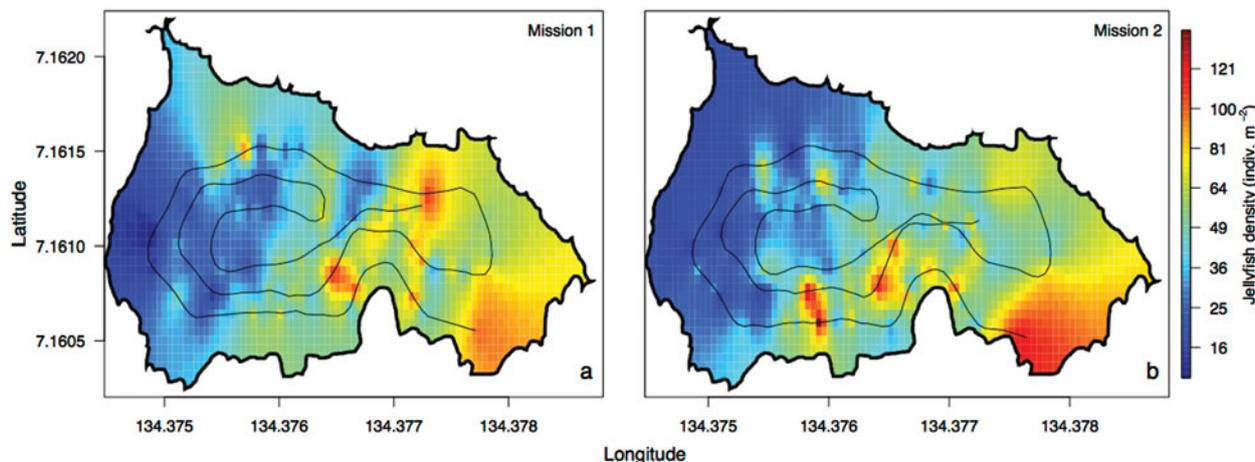 Mission 1
Mission 2
7.1620
7.1615
7.1610
7.1605
Latitude
a
b
121
100
81
64
49
36
25
16
Jellyfish density (indiv. m⁻²)
134.375 134.376 134.377 134.378
134.375 134.376 134.377 134.378
Longitude